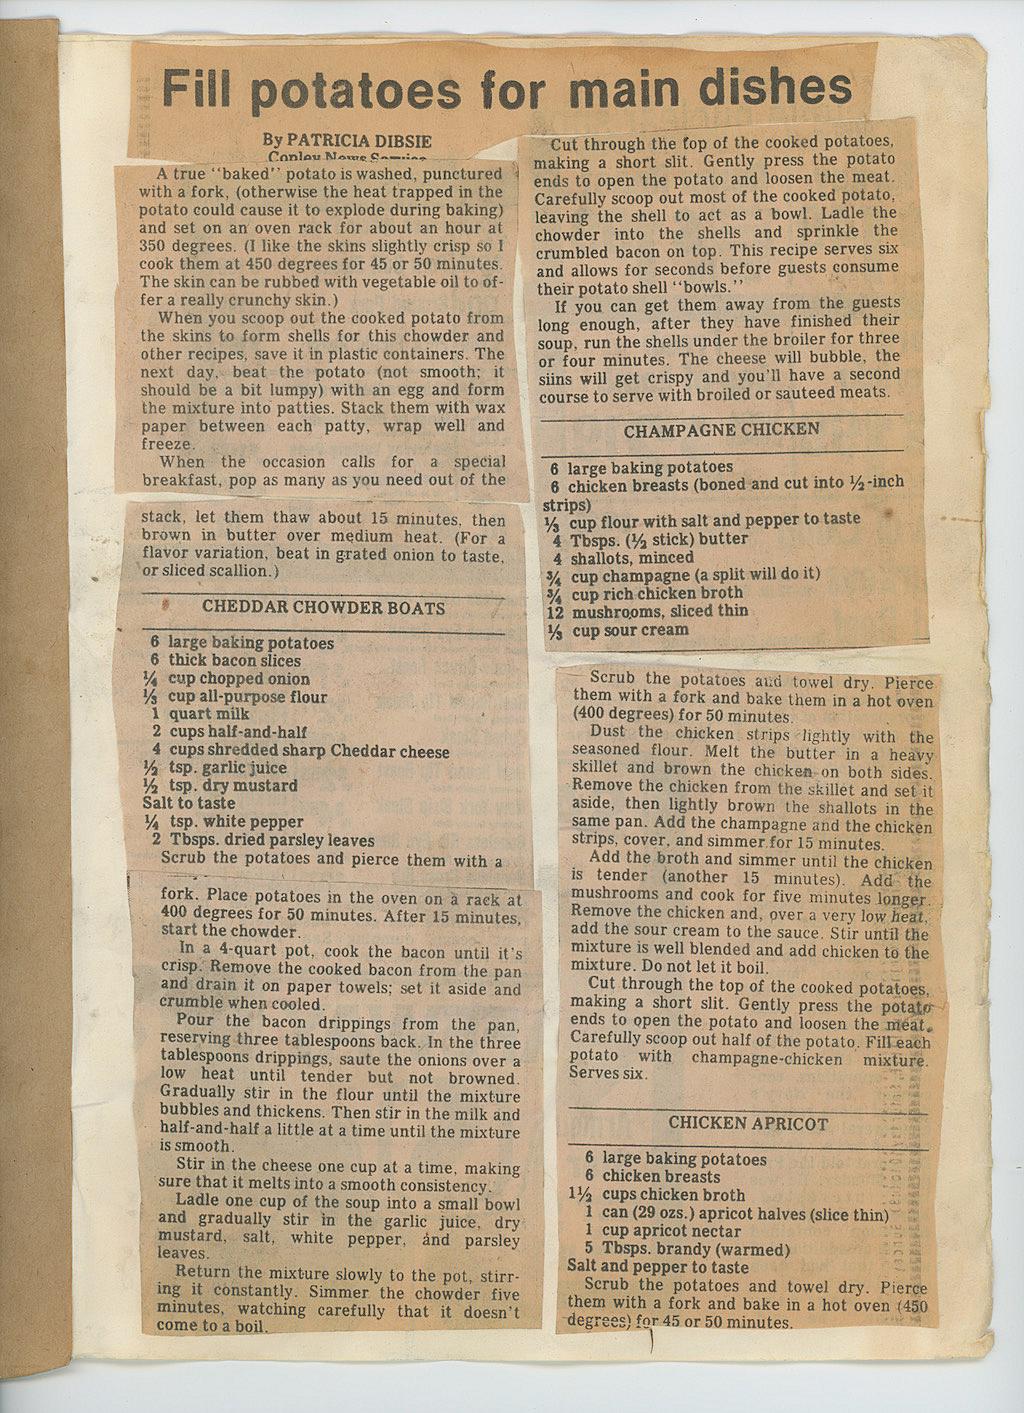 Fill potatoes for main dishes
By PATRICIA DIBSIE
Copley News Service
A true "baked" potato is washed, punctured
with a fork, (otherwise the heat trapped in the
potato could cause it to explode during baking)
and set on an oven rack for about an hour at
350 degrees. (I like the skins slightly crisp so I
cook them at 450 degrees for 45 or 50 minutes.
The skin can be rubbed with vegetable oil to of-
fer a really crunchy skin.)
When you scoop out the cooked potato from
the skins to form shells for this chowder and
other recipes, save it in plastic containers. The
next day, beat the potato (not smooth; it
should be a bit lumpy) with an egg and form
the mixture into patties. Stack them with wax
paper between each patty, wrap well and
freeze.
When the occasion calls for a special
breakfast, pop as many as you need out of the
stack, let them thaw about 15 minutes, then
brown in butter over medium heat. (For a
flavor variation, beat in grated onion to taste,
or sliced scallion.)
CHEDDAR CHOWDER BOATS
6 large baking potatoes
6 thick bacon slices
¼ cup chopped onion
⅓ cup all-purpose flour
1 quart milk
2 cups half-and-half
4 cups shredded sharp Cheddar cheese
½ tsp. garlic juice
½ tsp. dry mustard
Salt to taste
¼ tsp. white pepper
2 Tbsps. dried parsley leaves
Scrub the potatoes and pierce them with a
fork. Place potatoes in the oven on a rack at
400 degrees for 50 minutes. After 15 minutes,
start the chowder.
In a 4-quart pot, cook the bacon until it's
crisp. Remove the cooked bacon from the pan
and drain it on paper towels; set it aside and
crumble when cooled.
Pour the bacon drippings from the pan,
reserving three tablespoons back. In the three
tablespoons drippings, saute the onions over a
low heat until tender but not browned.
Gradually stir in the flour until the mixture
bubbles and thickens. Then stir in the milk and
half-and-half a little at a time until the mixture
is smooth.
Stir in the cheese one cup at a time, making
sure that it melts into a smooth consistency.
Ladle one cup of the soup into a small bowl
and gradually stir in the garlic juice, dry
mustard, salt, white pepper, and parsley
leaves.
Return the mixture slowly to the pot, stirr-
ing it constantly. Simmer the chowder five
minutes, watching carefully that it doesn't
come to a boil.
Cut through the top of the cooked potatoes,
making a short slit. Gently press the potato
ends to open the potato and loosen the meat.
Carefully scoop out most of the cooked potato,
leaving the shell to act as a bowl. Ladle the
chowder into the shells and sprinkle the
crumbled bacon on top. This recipe serves six
and allows for seconds before guests consume
their potato shell "bowls."
If you can get them away from the guests
long enough, after they have finished their
soup, run the shells under the broiler for three
or four minutes. The cheese will bubble, the
siins will get crispy and you'll have a second
course to serve with broiled or sauteed meats.
CHAMPAGNE CHICKEN
6 large baking potatoes
6 chicken breasts (boned and cut into ½-inch
strips)
⅓ cup flour with salt and pepper to taste
4 Tbsps. (½ stick) butter
4 shallots, minced
¾ cup champagne (a split will do it)
¾ cup rich chicken broth
12 mushrooms, sliced thin
⅓ cup sour cream
Scrub the potatoes and towel dry. Pierce
them with a fork and bake them in a hot oven
(400 degrees) for 50 minutes.
Dust the chicken strips lightly with the
seasoned flour. Melt the butter in a heavy
skillet and brown the chicken on both sides.
Remove the chicken from the skillet and set it
aside, then lightly brown the shallots in the
same pan. Add the champagne and the chicken
strips, cover, and simmer for 15 minutes.
Add the broth and simmer until the chicken
is tender (another 15 minutes). Add the
mushrooms and cook for five minutes longer.
Remove the chicken and, over a very low heat,
add the sour cream to the sauce. Stir until the
mixture is well blended and add chicken to the
mixture. Do not let it boil.
Cut through the top of the cooked potatoes,
making a short slit. Gently press the potato
ends to open the potato and loosen the meat.
Carefully scoop out half of the potato. Fill each
potato with champagne-chicken mixture.
Serves six.
CHICKEN APRICOT
6 large baking potatoes
6 chicken breasts
1½ cups chicken broth
1 can (29 ozs.) apricot halves (slice thin)
1 cup apricot nectar
5 Tbsps. brandy (warmed)
Salt and pepper to taste
Scrub the potatoes and towel dry. Pierce
them with a fork and bake in a hot oven (450
degrees) for 45 or 50 minutes.